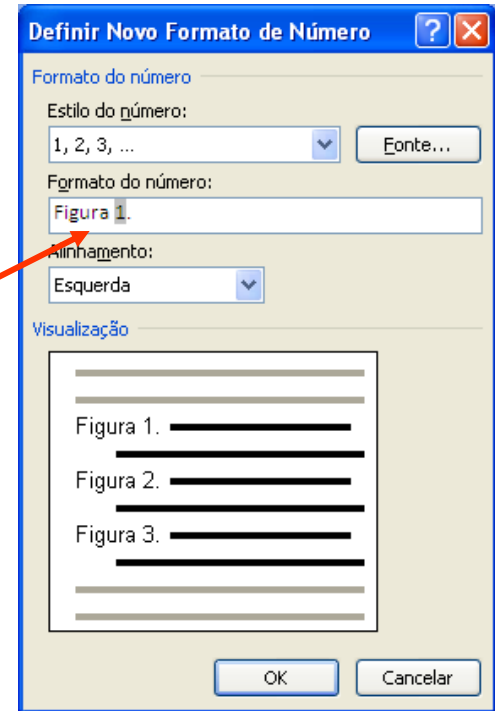 Definir Novo Formato de Número
Formato do número
Estilo do número:
1, 2, 3, ...
Fonte...
Formato do número:
Figura 1.
Alinhamento:
Esquerda
Visualização
Figura 1.
Figura 2.
Figura 3.
OK Cancelar